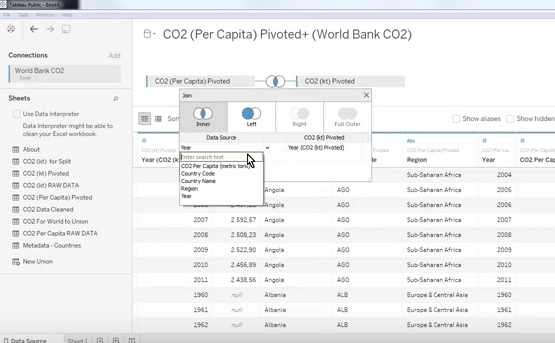 Tableau Public - Book1
File Data Window Help
CO2 (Per Capita) Pivoted+ (World Bank CO2)
Connections Add
World Bank CO2
Excel
CO2 (Per Capita) Pivoted
CO2 (kt) Pivoted
Join
Inner
Left
Right
Full Outer
Data Source
CO2 (kt) Pivoted
Year = Year (CO2 (kt) Pivoted)
Enter search text
CO2 Per Capita (metric tons)
Country Code
Country Name
Region
Year
Sheets
Use Data Interpreter
Data Interpreter might be able to
clean your Excel workbook.
About
CO2 (kt) for Split
CO2 (kt) Pivoted
CO2 (kt) RAW DATA
CO2 (Per Capita) Pivoted
CO2 Data Cleaned
CO2 For World to Union
CO2 Per Capita RAW DATA
Metadata - Countries
New Union
Sort
Show aliases
Show hidden
Abc
CO2 (kt) Pivoted
Year (CO2 (kt)
Region
Year
CO2 Per Cap
Sub-Saharan Africa 2004
Sub-Saharan Africa 2005
Angola AGO Sub-Saharan Africa 2006
2007 2.592,57 Angola AGO Sub-Saharan Africa 2007
2008 2.508,23 Angola AGO Sub-Saharan Africa 2008
2009 2.522,90 Angola AGO Sub-Saharan Africa 2009
2010 2.456,89 Angola AGO Sub-Saharan Africa 2010
2011 2.438,56 Angola AGO Sub-Saharan Africa 2011
1960 null Albania ALB Europe & Central Asia 1960
1961 null Albania ALB Europe & Central Asia 1961
1962 null Albania ALB Europe & Central Asia 1962
Data Source
Sheet1